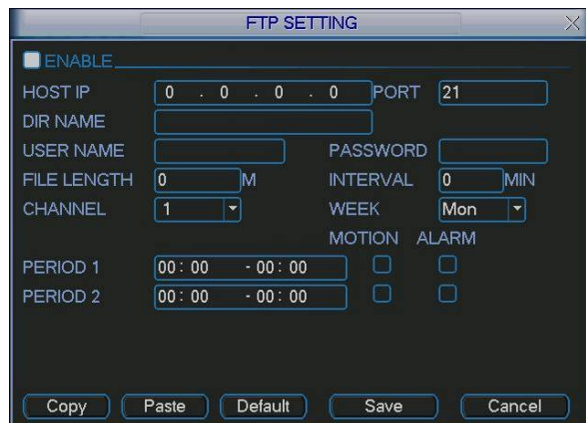 FTP SETTING
ENABLE
HOST IP 0 . 0 . 0 . 0 PORT 21
DIR NAME
USER NAME PASSWORD
FILE LENGTH 0 M INTERVAL 0 MIN
CHANNEL 1 WEEK Mon
MOTION ALARM
PERIOD 1 00 : 00 - 00 : 00
PERIOD 2 00 : 00 - 00 : 00
Copy Paste Default Save Cancel